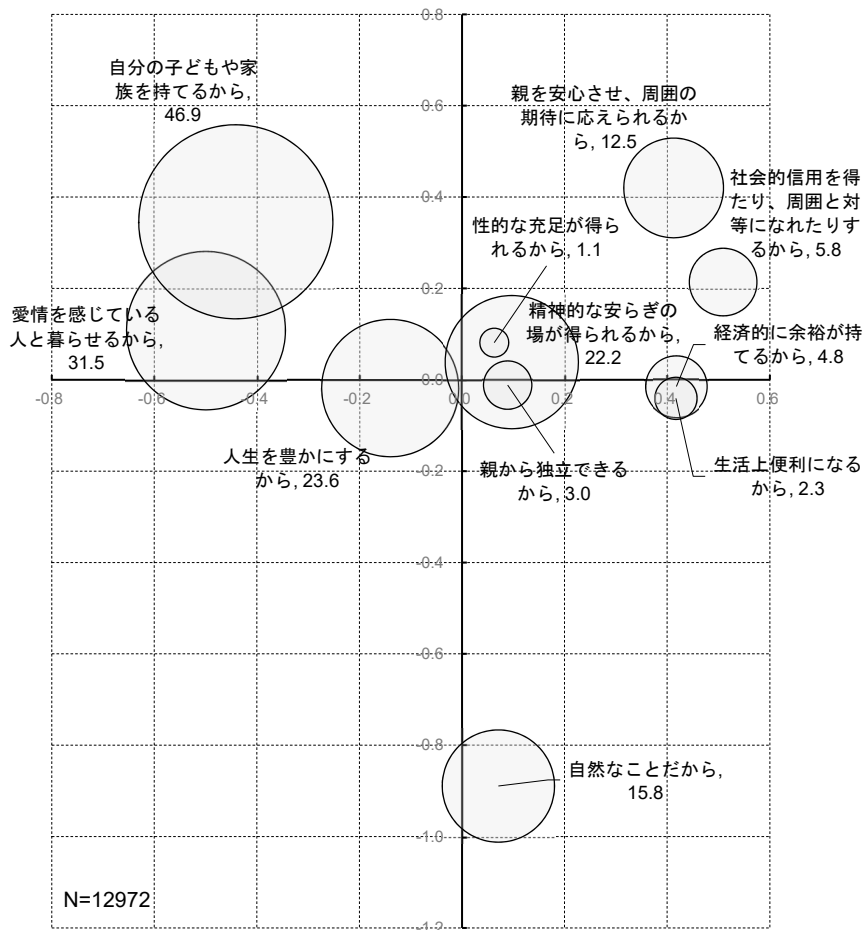 0.8
自分の子どもや家
族を持てるから,
46.9
親を安心させ、周囲の
期待に応えられるか
ら, 12.5
0.6
社会的信用を得
たり、周囲と対
等になれたりす
るから, 5.8
0.4
性的な充足が得ら
れるから, 1.1
0.2
愛情を感じている
人と暮らせるから,
31.5
精神的な安らぎの
場が得られるから,
22.2
経済的に余裕が持
てるから, 4.8
0.0
-0.8
-0.6
-0.4
-0.2
0.0
0.2
0.4
0.6
人生を豊かにする
から, 23.6
親から独立できる
から, 3.0
生活上便利になる
から, 2.3
-0.2
-0.4
-0.6
-0.8
自然なことだから,
15.8
-1.0
N=12972
-1.2